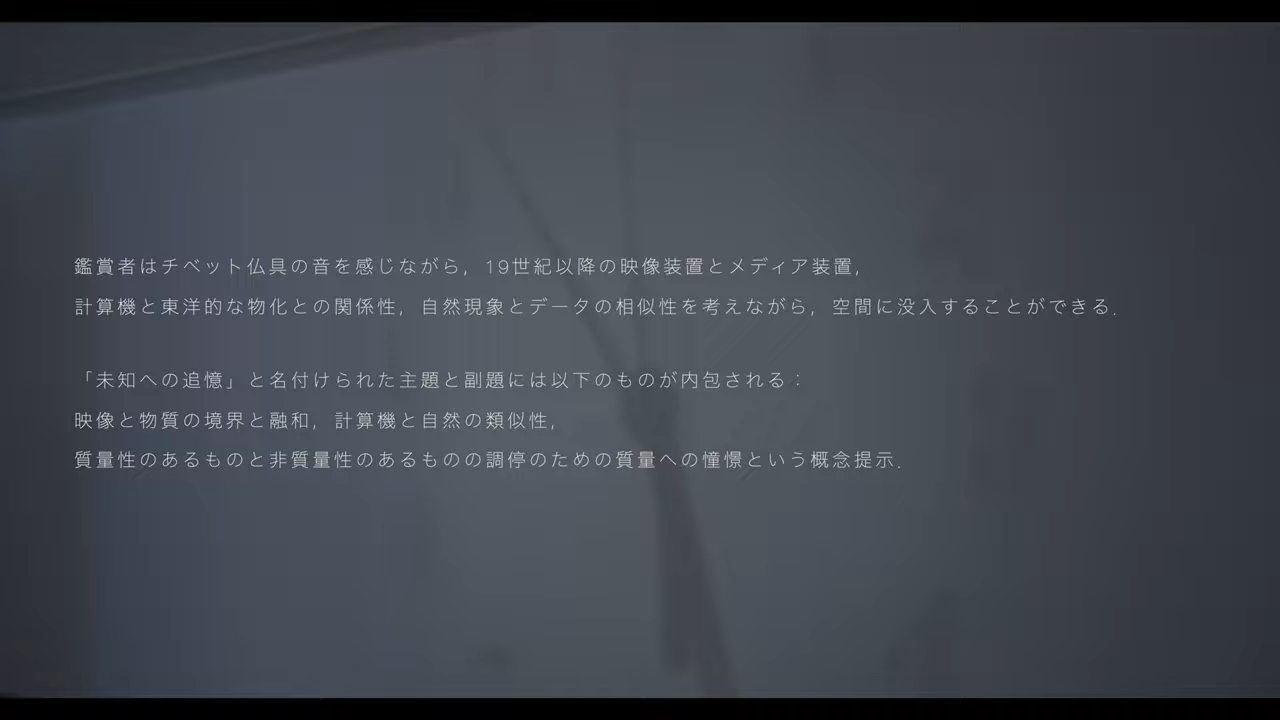 鑑賞者はチベット仏具の音を感じながら，19世紀以降の映像装置とメディア装置，
計算機と東洋的な物化との関係性，自然現象とデータの相似性を考えながら，空間に没入することができる．
「未知への追憶」と名付けられた主題と副題には以下のものが内包される：
映像と物質の境界と融和，計算機と自然の類似性，
質量性のあるものと非質量性のあるものの調停のための質量への憧憬という概念提示．